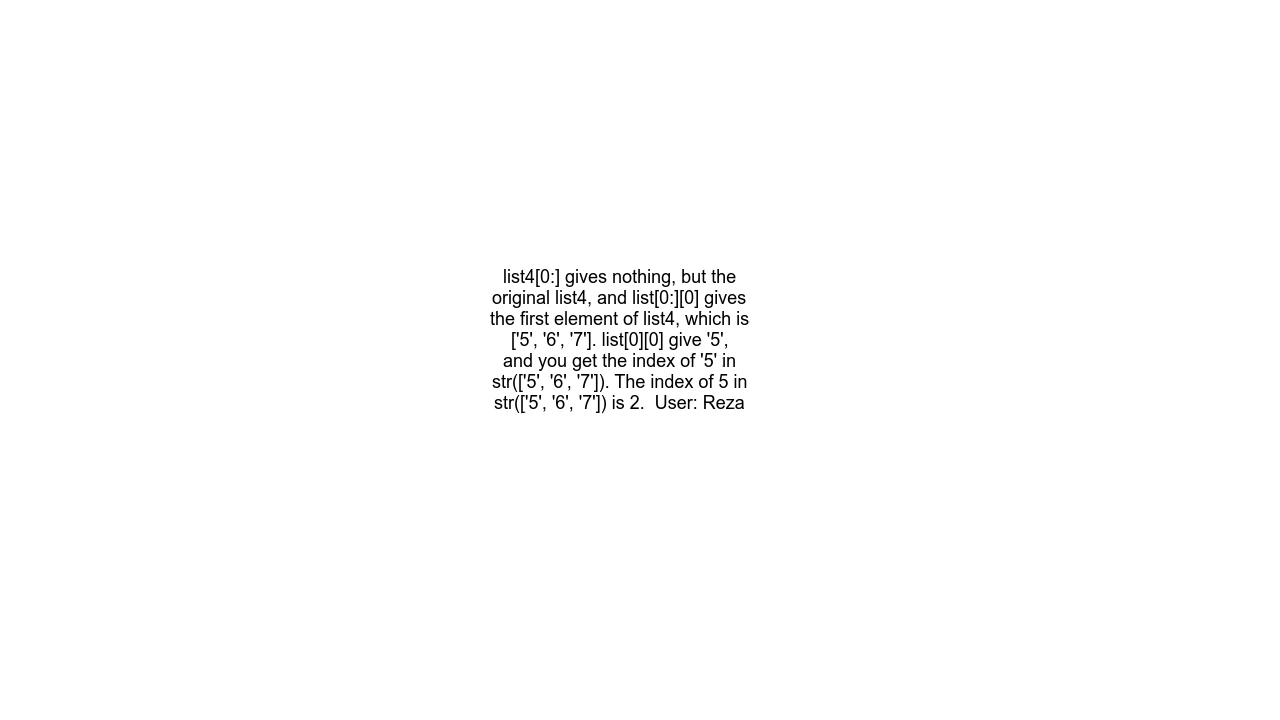 list4[0:] gives nothing, but the
original list4, and list[0:][0] gives
the first element of list4, which is
['5', '6', '7']. list[0][0] give '5',
and you get the index of '5' in
str(['5', '6', '7']). The index of 5 in
str(['5', '6', '7']) is 2.  User: Reza